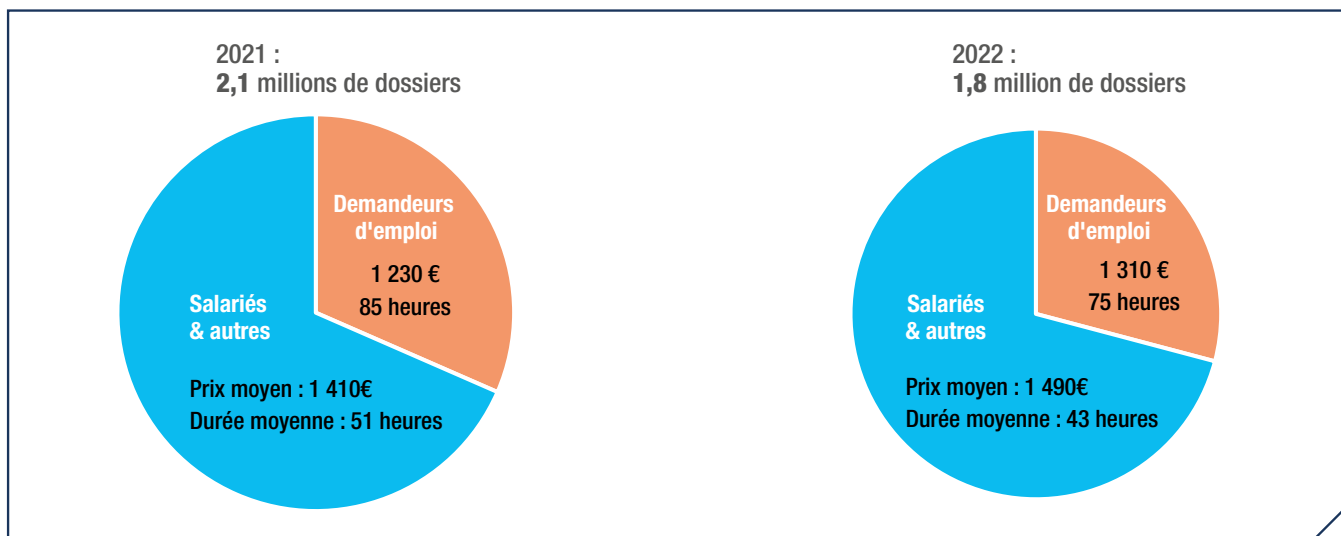 2021 :
2,1 millions de dossiers
Demandeurs
d'emploi
1 230 €
85 heures
Salariés
& autres
Prix moyen : 1 410€
Durée moyenne : 51 heures
2022 :
1,8 million de dossiers
Demandeurs
d'emploi
1 310 €
75 heures
Salariés
& autres
Prix moyen : 1 490€
Durée moyenne : 43 heures